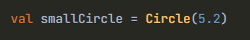 val smallCircle = Circle(5.2)